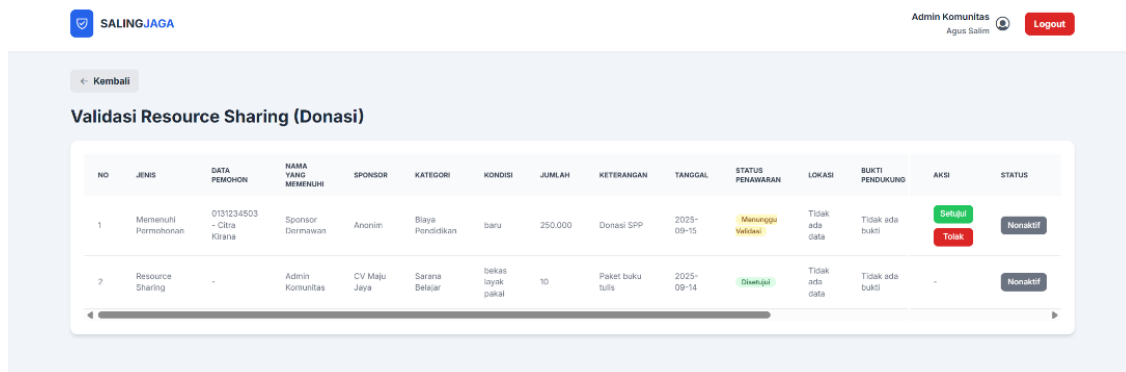 SALINGJAGA
Admin Komunitas
Agus Salim
Logout
← Kembali
Validasi Resource Sharing (Donasi)
NO JENIS DATA PEMOHON NAMA YANG MEMENUHI SPONSOR KATEGORI KONDISI JUMLAH KETERANGAN TANGGAL STATUS PENAWARAN LOKASI BUKTI PENDUKUNG AKSI STATUS
1 Memenuhi Permohonan 0131234503 - Citra Kirana Sponsor Dermawan Anonim Biaya Pendidikan baru 250.000 Donasi SPP 2025-09-15 Menunggu Validasi Tidak ada data Tidak ada bukti Setujui Tolak Nonaktif
2 Resource Sharing - Admin Komunitas CV Maju Jaya Sarana Belajar bekas layak pakai 10 Paket buku tulis 2025-09-14 Disetujui Tidak ada data Tidak ada bukti - Nonaktif